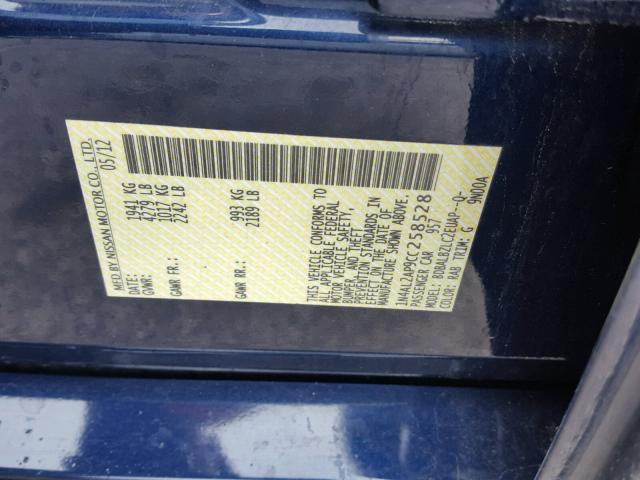 MFD BY NISSAN MOTOR CO., LTD.
DATE: 05/12
GVWR: 1941 KG
4279 LB
GAWR FR: 1017 KG
2242 LB
GAWR RR: 993 KG
2189 LB
THIS VEHICLE CONFORMS TO
ALL APPLICABLE FEDERAL
MOTOR VEHICLE SAFETY,
BUMPER, AND THEFT
PREVENTION STANDARDS IN
EFFECT ON THE DATE OF
MANUFACTURE SHOWN ABOVE.
1N4AL2AP9CC258528
PASSENGER CAR 957
MODEL: BDBALBZLC2EUAP-Q-
COLOR: RAB TRIM: G 9N00A